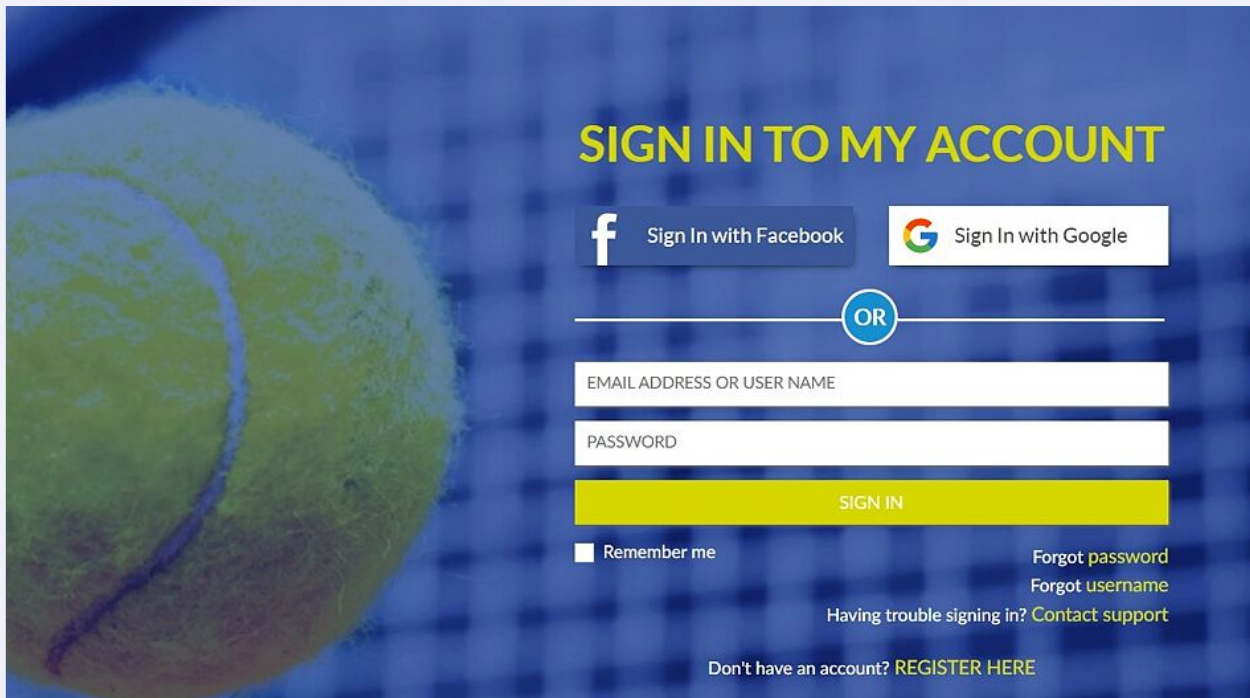 SIGN IN TO MY ACCOUNT
Sign In with Facebook
Sign In with Google
OR
EMAIL ADDRESS OR USER NAME
PASSWORD
SIGN IN
Remember me
Forgot password
Forgot username
Having trouble signing in? Contact support
Don't have an account? REGISTER HERE